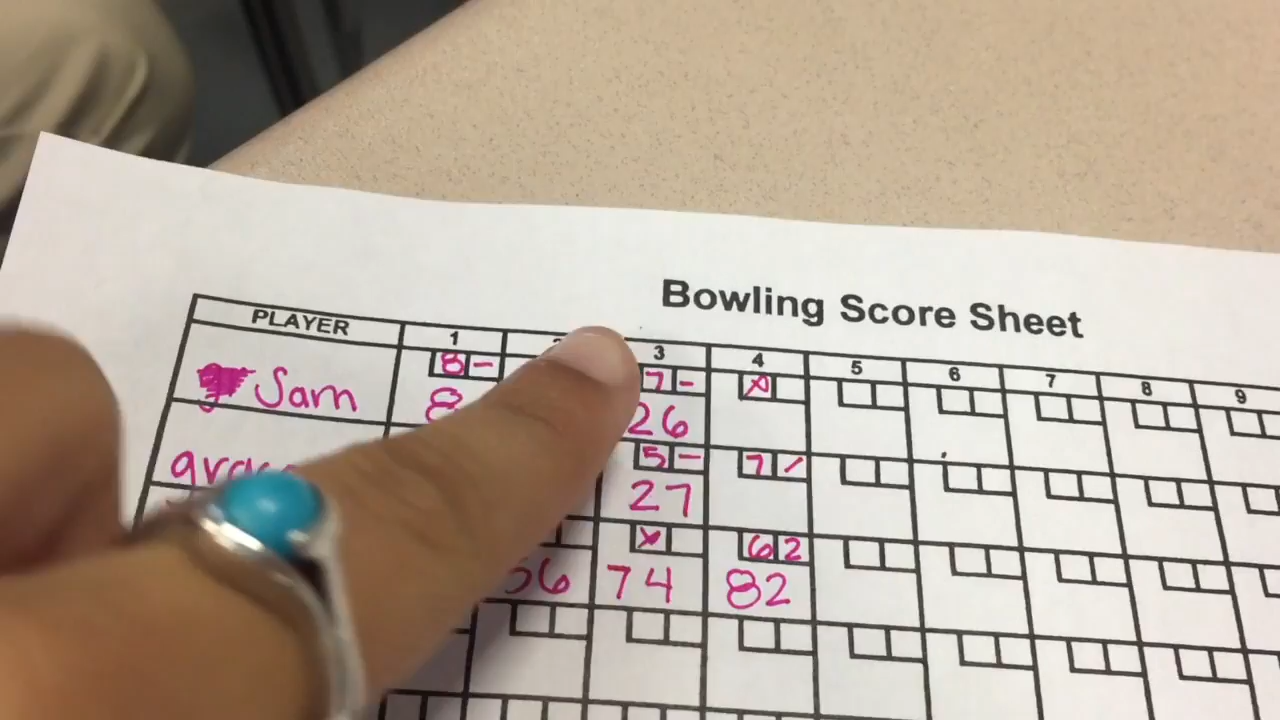 Bowling Score Sheet
PLAYER 1 3 4 5 6 7 8 9
8 - 7 - X
Sam 8 26
5 - 7 /
27
X 6 2
74 82